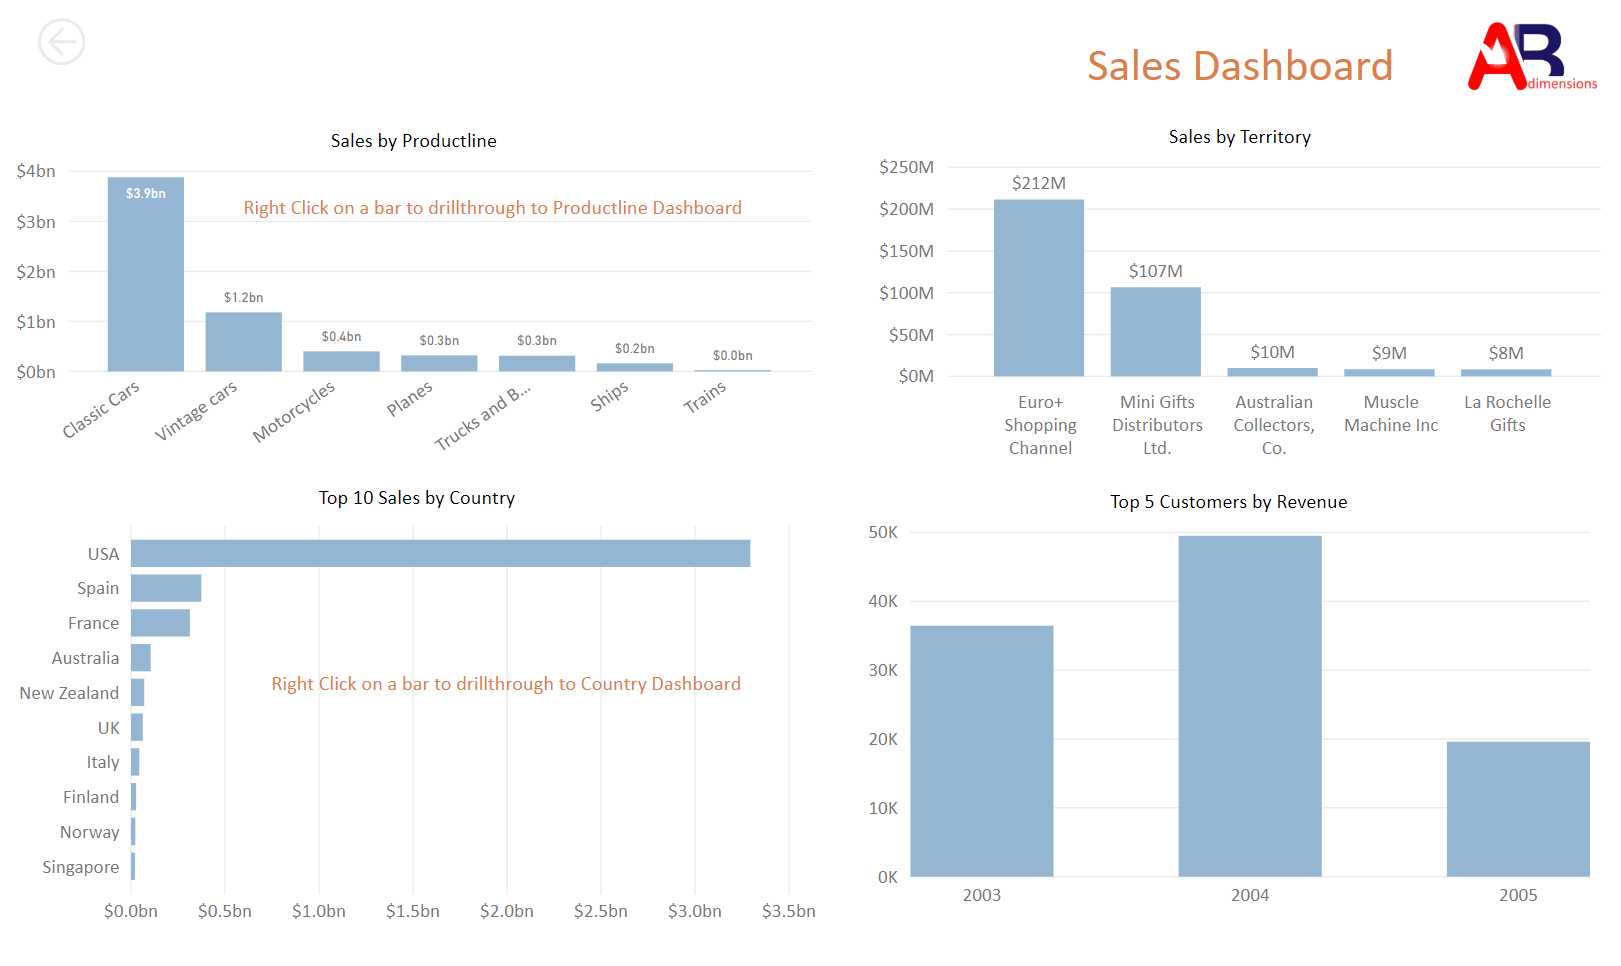 Sales Dashboard
AB
dimensions
Sales by Productline
$4bn
$3bn
$2bn
$1bn
$0bn
$3.9bn
$1.2bn
$0.4bn
$0.3bn
$0.3bn
$0.2bn
$0.0bn
Right Click on a bar to drillthrough to Productline Dashboard
Classic Cars
Vintage cars
Motorcycles
Planes
Trucks and B...
Ships
Trains
Sales by Territory
$250M
$200M
$150M
$100M
$50M
$0M
$212M
$107M
$10M
$9M
$8M
Euro+
Shopping
Channel
Mini Gifts
Distributors
Ltd.
Australian
Collectors,
Co.
Muscle
Machine Inc
La Rochelle
Gifts
Top 10 Sales by Country
USA
Spain
France
Australia
New Zealand
UK
Italy
Finland
Norway
Singapore
Right Click on a bar to drillthrough to Country Dashboard
$0.0bn
$0.5bn
$1.0bn
$1.5bn
$2.0bn
$2.5bn
$3.0bn
$3.5bn
Top 5 Customers by Revenue
50K
40K
30K
20K
10K
0K
2003
2004
2005